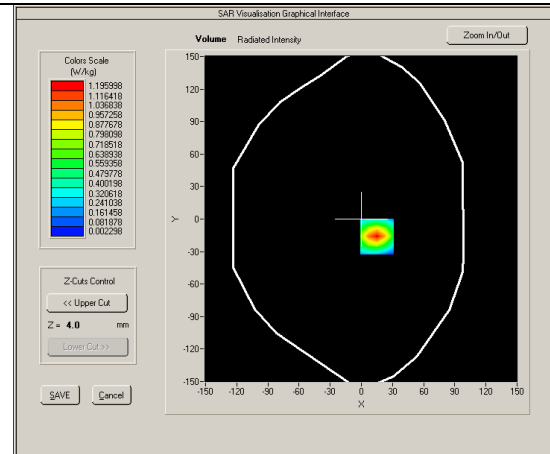 SAR Visualisation Graphical Interface
Volume Radiated Intensity
Zoom In/Out
Colors Scale
(W/kg)
1.195998
1.116418
1.036838
0.957258
0.877678
0.798098
0.718518
0.638938
0.559358
0.479778
0.400198
0.320618
0.241038
0.161458
0.081878
0.002298
Z-Cuts Control
<< Upper Cut
Z = 4.0 mm
Lower Cut >>
SAVE Cancel
150
120
90
60
30
0
-30
-60
-90
-120
-150
Y
-150 -120 -90 -60 -30 0 30 60 90 120 150
X